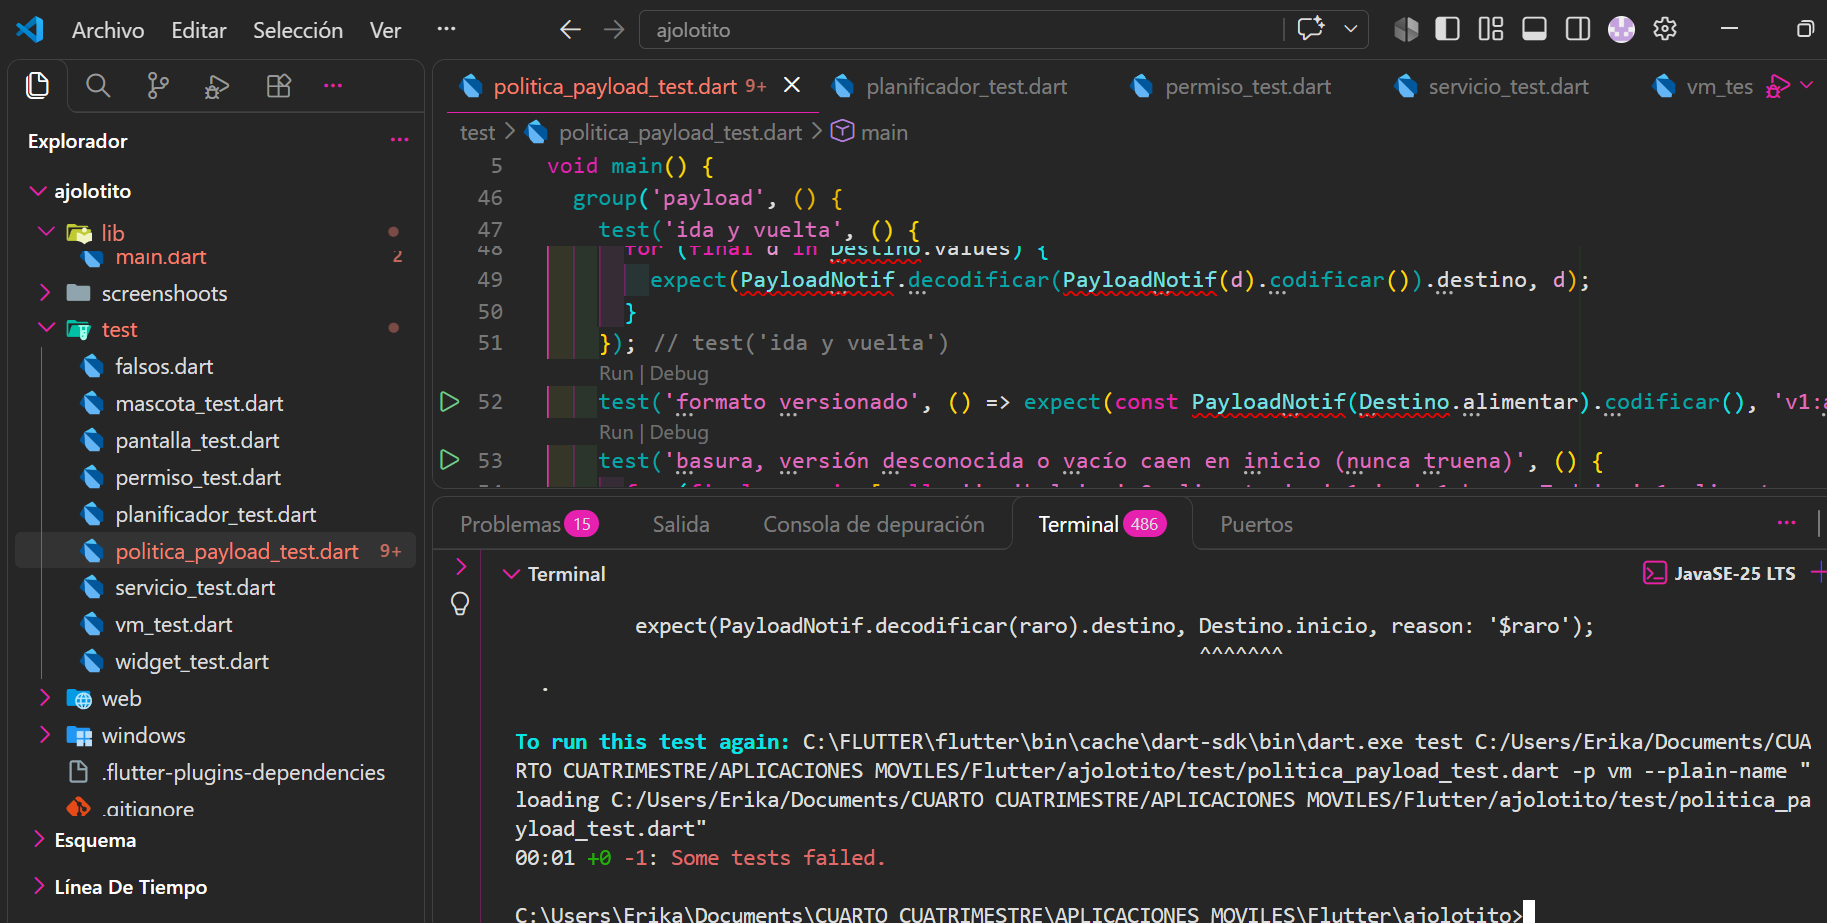 Archivo Editar Selección Ver ···
ajolotito
Explorador
ajolotito
lib
main.dart 2
screenshoots
test
falsos.dart
mascota_test.dart
pantalla_test.dart
permiso_test.dart
planificador_test.dart
politica_payload_test.dart 9+
servicio_test.dart
vm_test.dart
widget_test.dart
web
windows
.flutter-plugins-dependencies
.gitignore
Esquema
Línea De Tiempo
politica_payload_test.dart 9+ planificador_test.dart permiso_test.dart servicio_test.dart vm_tes
test > politica_payload_test.dart > main
5 void main() {
46 group('payload', () {
47 test('ida y vuelta', () {
48 for (final d in Destino.values) {
49 expect(PayloadNotif.decodificar(PayloadNotif(d).codificar()).destino, d);
50 }
51 }); // test('ida y vuelta')
Run | Debug
52 test('formato versionado', () => expect(const PayloadNotif(Destino.alimentar).codificar(), 'v1:a
Run | Debug
53 test('basura, versión desconocida o vacío caen en inicio (nunca truena)', () {
Problemas 15 Salida Consola de depuración Terminal 486 Puertos
Terminal
JavaSE-25 LTS
expect(PayloadNotif.decodificar(raro).destino, Destino.inicio, reason: '$raro');
^^^^^^^
.
To run this test again: C:\FLUTTER\flutter\bin\cache\dart-sdk\bin\dart.exe test C:/Users/Erika/Documents/CUA
RTO CUATRIMESTRE/APLICACIONES MOVILES/Flutter/ajolotito/test/politica_payload_test.dart -p vm --plain-name "
loading C:/Users/Erika/Documents/CUARTO CUATRIMESTRE/APLICACIONES MOVILES/Flutter/ajolotito/test/politica_pa
yload_test.dart"
00:01 +0 -1: Some tests failed.
C:\Users\Erika\Documents\CUARTO CUATRIMESTRE\APLICACIONES MOVILES\Flutter\ajolotito>